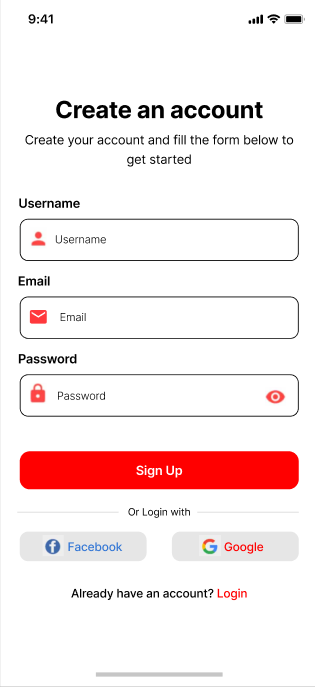 9:41
Create an account
Create your account and fill the form below to
get started
Username
Username
Email
Email
Password
Password
Sign Up
Or Login with
Facebook
Google
Already have an account? Login